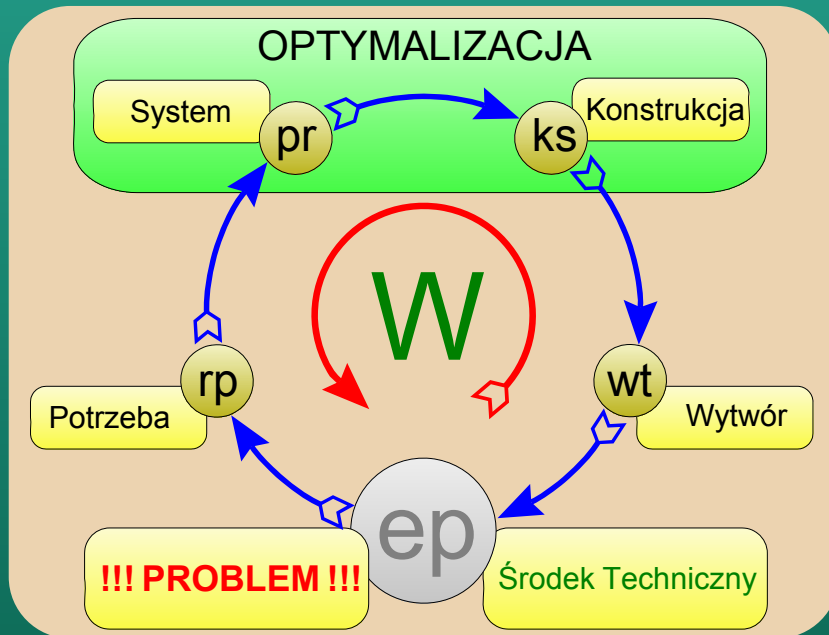 OPTYMALIZACJA
System
pr
ks
Konstrukcja
W
rp
Potrzeba
wt
Wytwór
ep
!!! PROBLEM !!!
Środek Techniczny